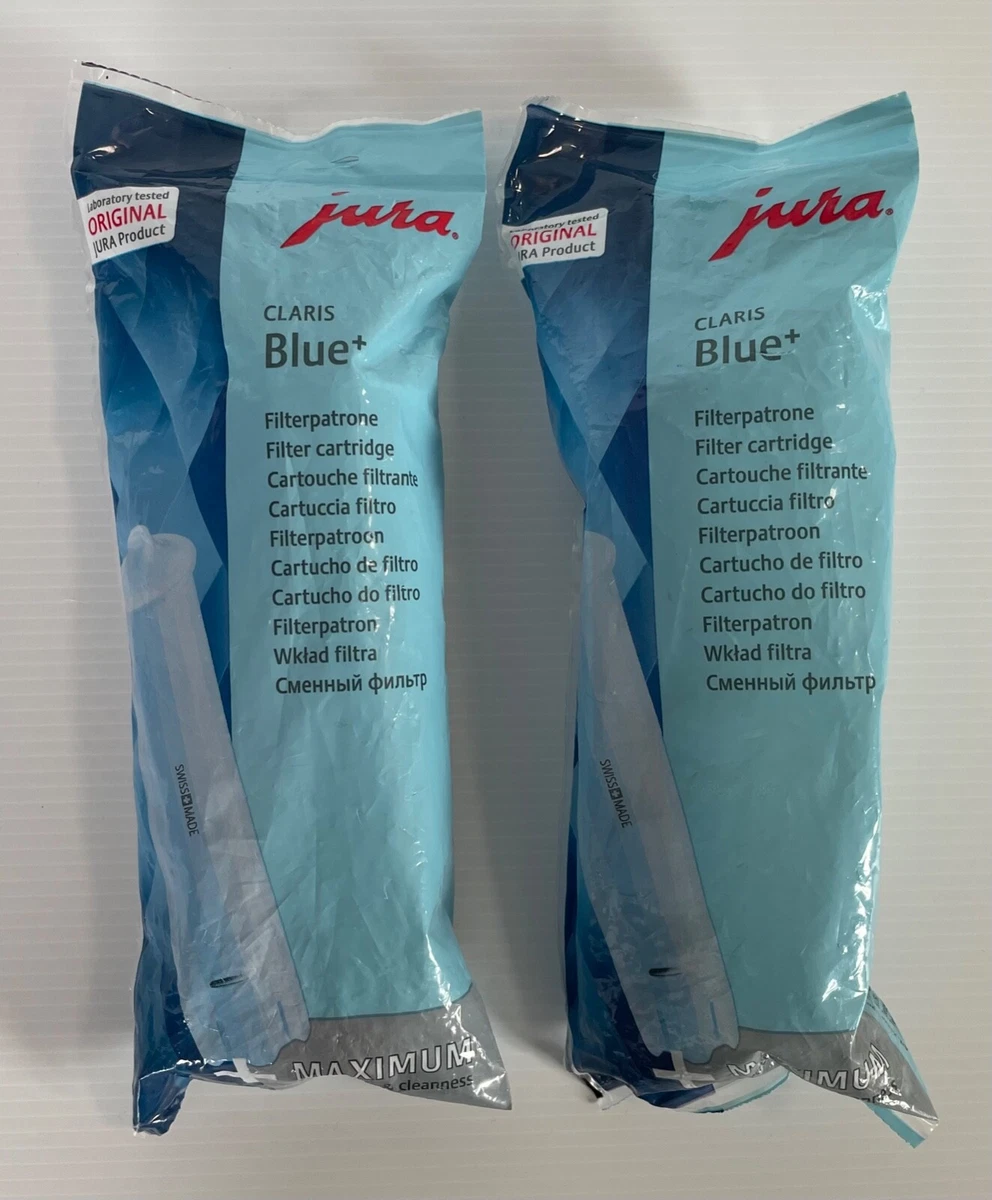 Laboratory tested
ORIGINAL
JURA Product
jura
CLARIS
Blue+
Filterpatrone
Filter cartridge
Cartouche filtrante
Cartuccia filtro
Filterpatroon
Cartucho de filtro
Cartucho do filtro
Filterpatron
Wkład filtra
Сменный фильтр
SWISS MADE
MAXIMUM
& cleanness
tested
ORIGINAL
JURA Product
jura
CLARIS
Blue+
Filterpatrone
Filter cartridge
Cartouche filtrante
Cartuccia filtro
Filterpatroon
Cartucho de filtro
Cartucho do filtro
Filterpatron
Wkład filtra
Сменный фильтр
SWISS MADE
MAXIMUM